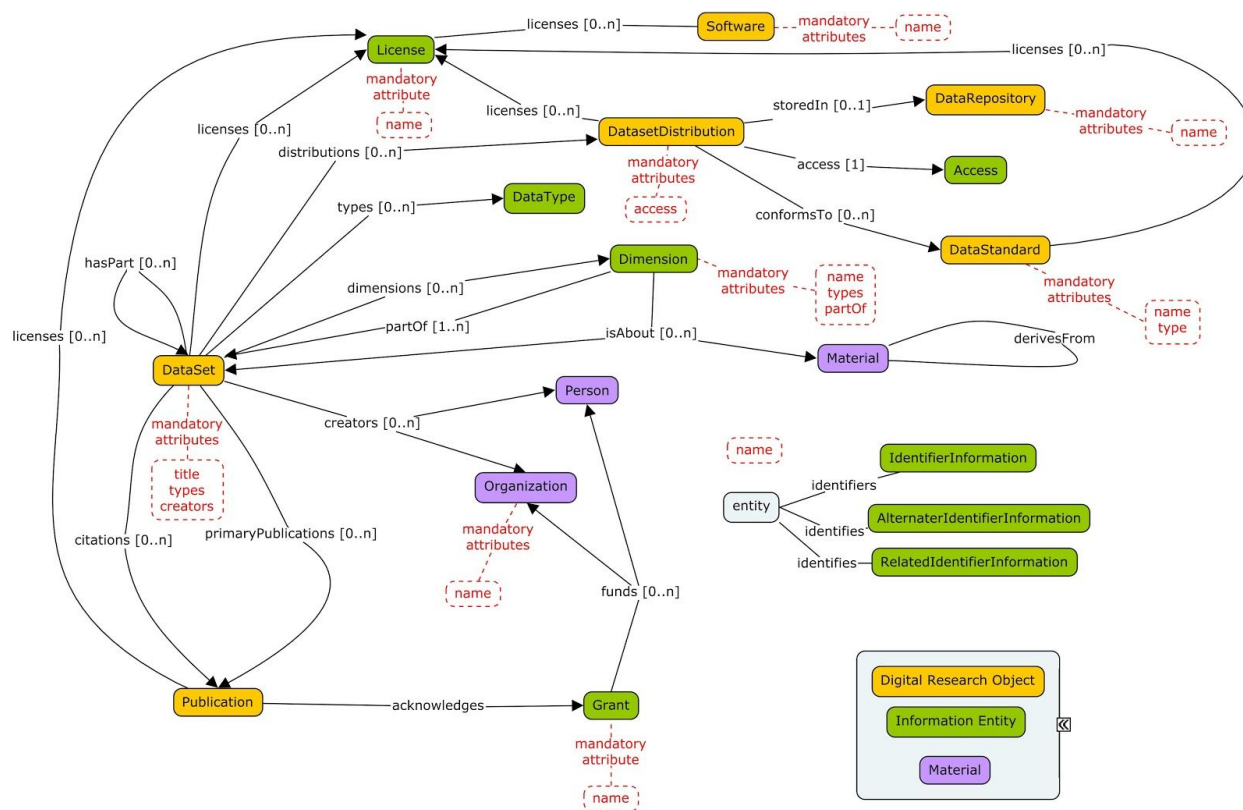 licenses [0..n]
Software
mandatory
attributes
name
License
licenses [0..n]
mandatory
attribute
name
licenses [0..n]
DatasetDistribution
storedIn [0..1]
DataRepository
mandatory
attributes
name
licenses [0..n]
distributions [0..n]
mandatory
attributes
access
access [1]
Access
types [0..n]
DataType
conformsTo [0..n]
DataStandard
mandatory
attributes
name
type
hasPart [0..n]
dimensions [0..n]
Dimension
mandatory
attributes
name
types
partOf
partOf [1..n]
isAbout [0..n]
Material
derivesFrom
licenses [0..n]
DataSet
mandatory
attributes
title
types
creators
creators [0..n]
Person
Organization
mandatory
attributes
name
citations [0..n]
primaryPublications [0..n]
funds [0..n]
name
entity
identifiers
IdentifierInformation
identifies
AlternaterIdentifierInformation
identifies
RelatedIdentifierInformation
Publication
acknowledges
Grant
mandatory
attribute
name
Digital Research Object
Information Entity
Material